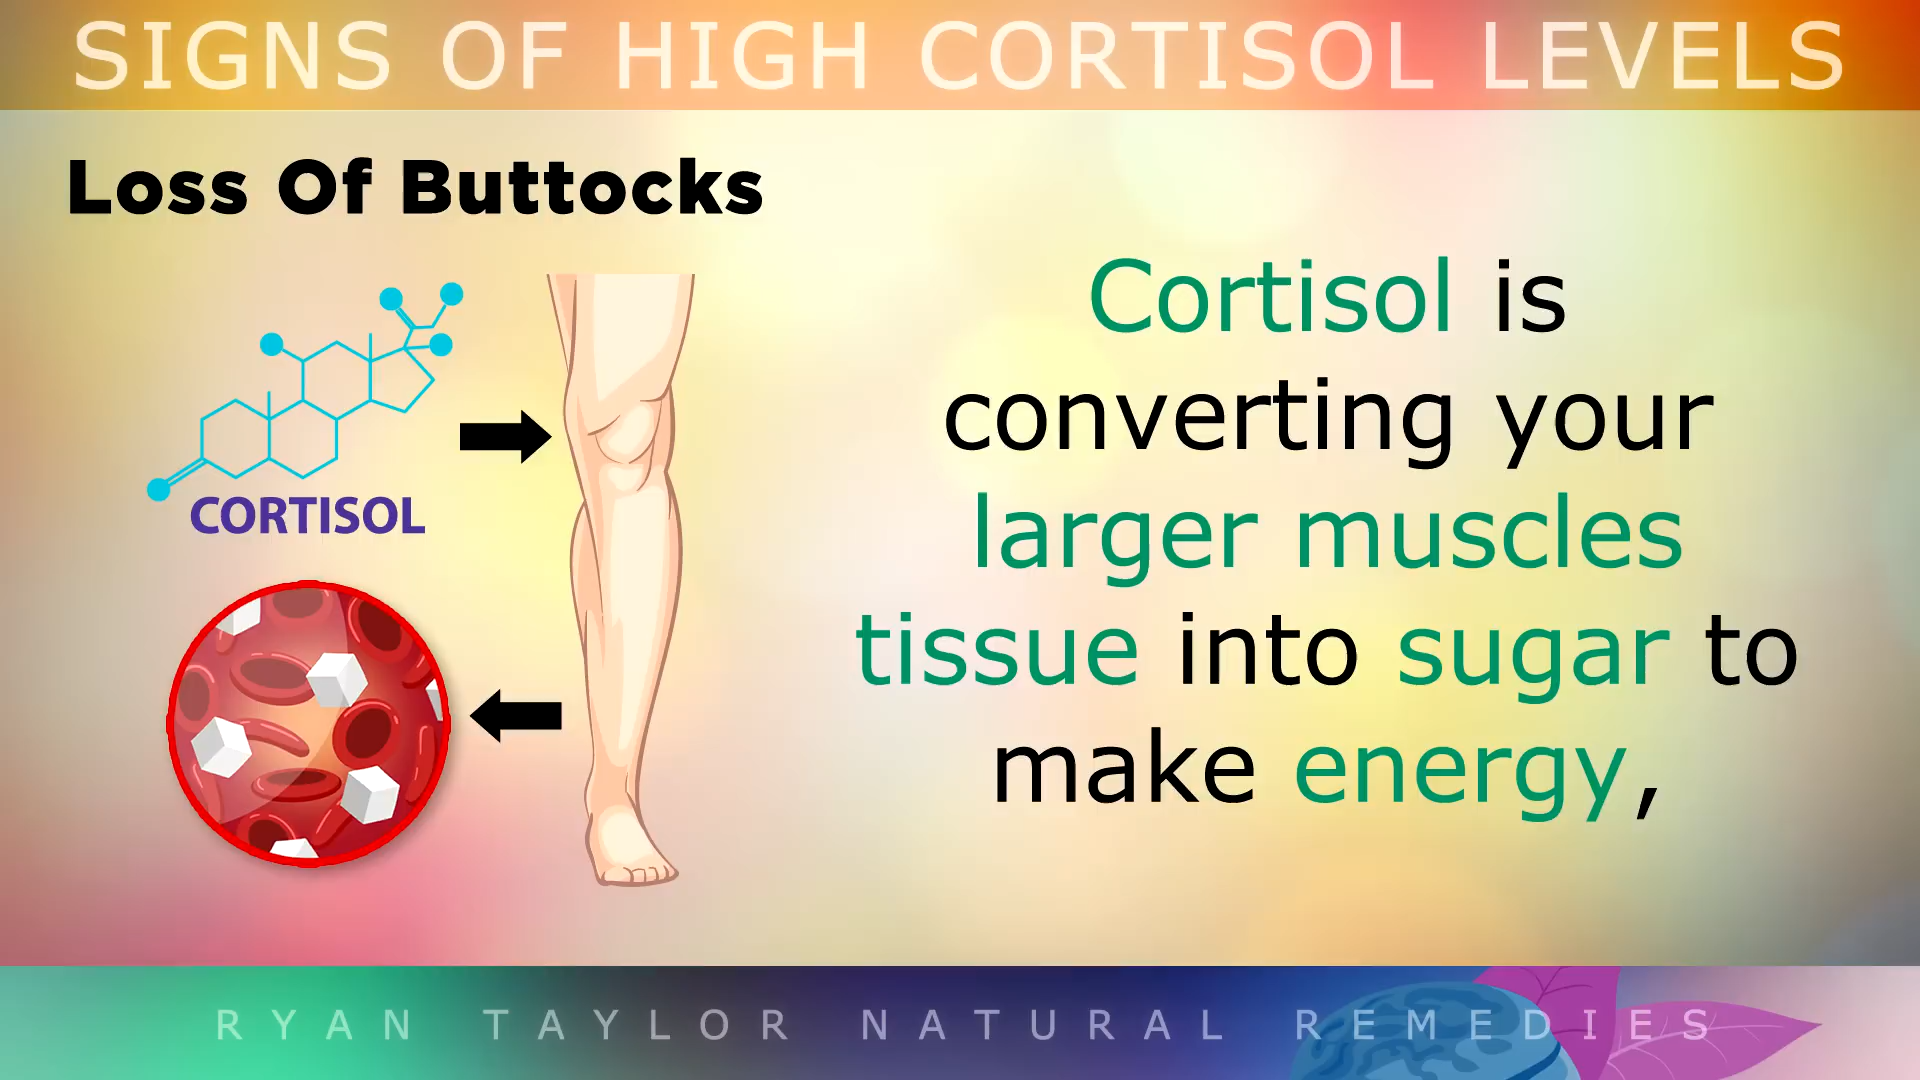 SIGNS OF HIGH CORTISOL LEVELS
Loss Of Buttocks
CORTISOL
Cortisol is
converting your
larger muscles
tissue into sugar to
make energy,
RYAN TAYLOR NATURAL REMEDIES